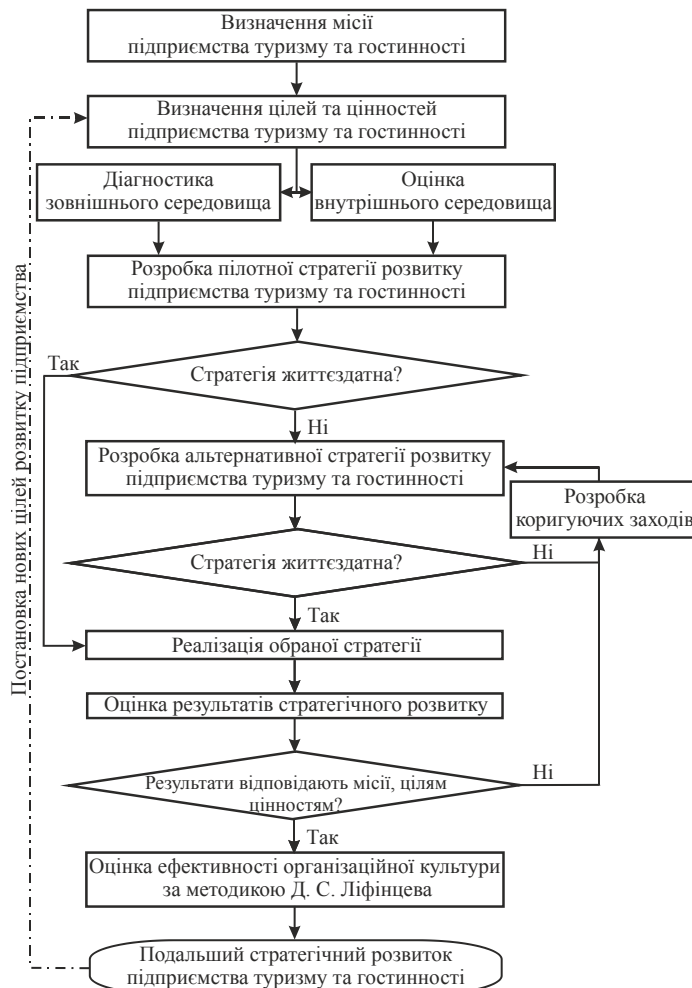 Визначення місії
підприємства туризму та гостинності
Визначення цілей та цінностей
підприємства туризму та гостинності
Діагностика
зовнішнього середовища
Оцінка
внутрішнього середовища
Розробка пілотної стратегії розвитку
підприємства туризму та гостинності
Так
Стратегія життєздатна?
Ні
Розробка альтернативної стратегії розвитку
підприємства туризму та гостинності
Розробка
коригуючих заходів
Стратегія життєздатна?
Ні
Так
Реалізація обраної стратегії
Оцінка результатів стратегічного розвитку
Результати відповідають місії, цілям
цінностям?
Ні
Так
Оцінка ефективності організаційної культури
за методикою Д. С. Ліфінцева
Подальший стратегічний розвиток
підприємства туризму та гостинності
Постановка нових цілей розвитку підприємства